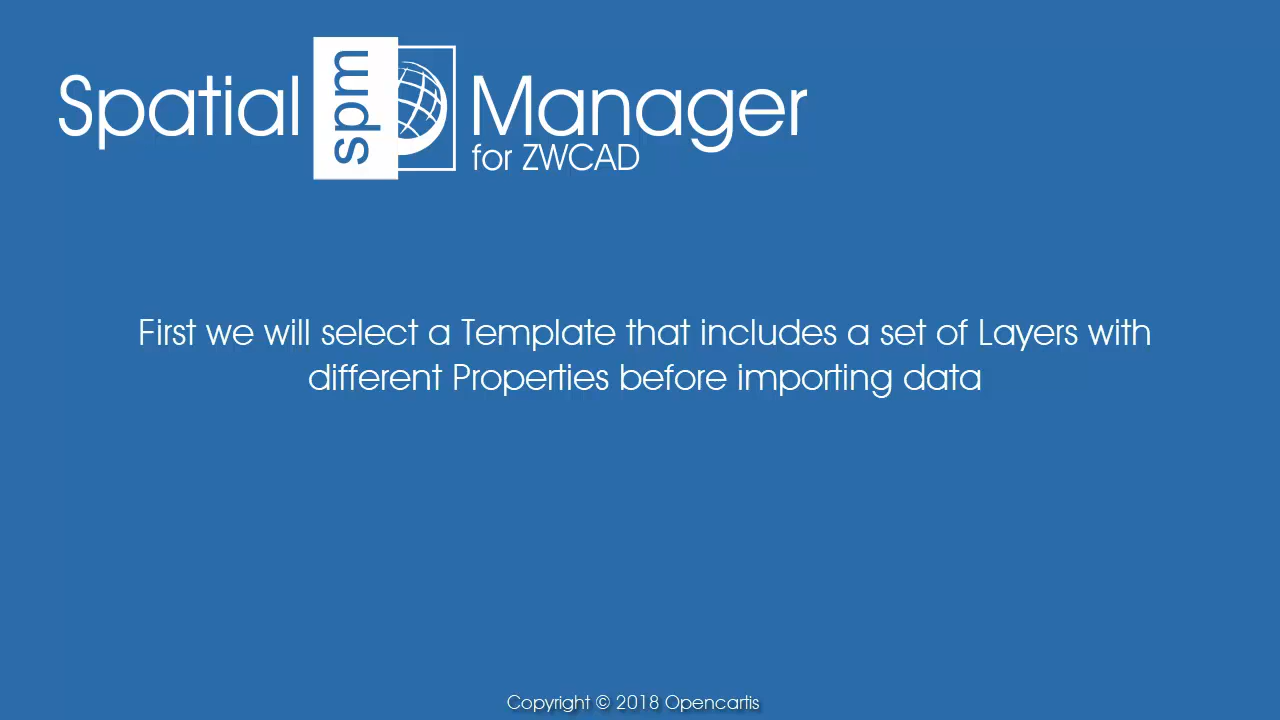 Spatial spm Manager
for ZWCAD
First we will select a Template that includes a set of Layers with
different Properties before importing data
Copyright © 2018 Opencartis